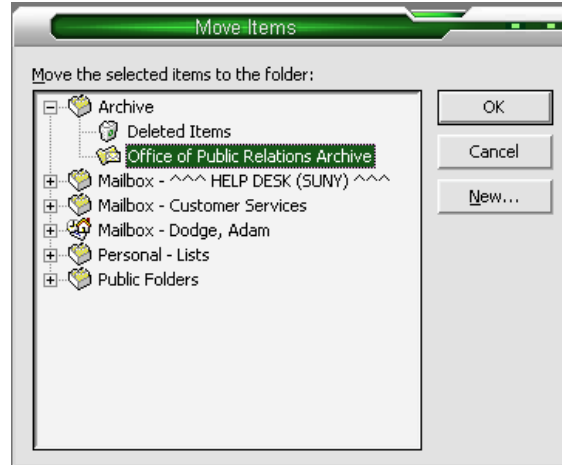 Move Items
Move the selected items to the folder:
Archive
Deleted Items
Office of Public Relations Archive
Mailbox - ^^^ HELP DESK (SUNY) ^^^
Mailbox - Customer Services
Mailbox - Dodge, Adam
Personal - Lists
Public Folders
OK
Cancel
New...